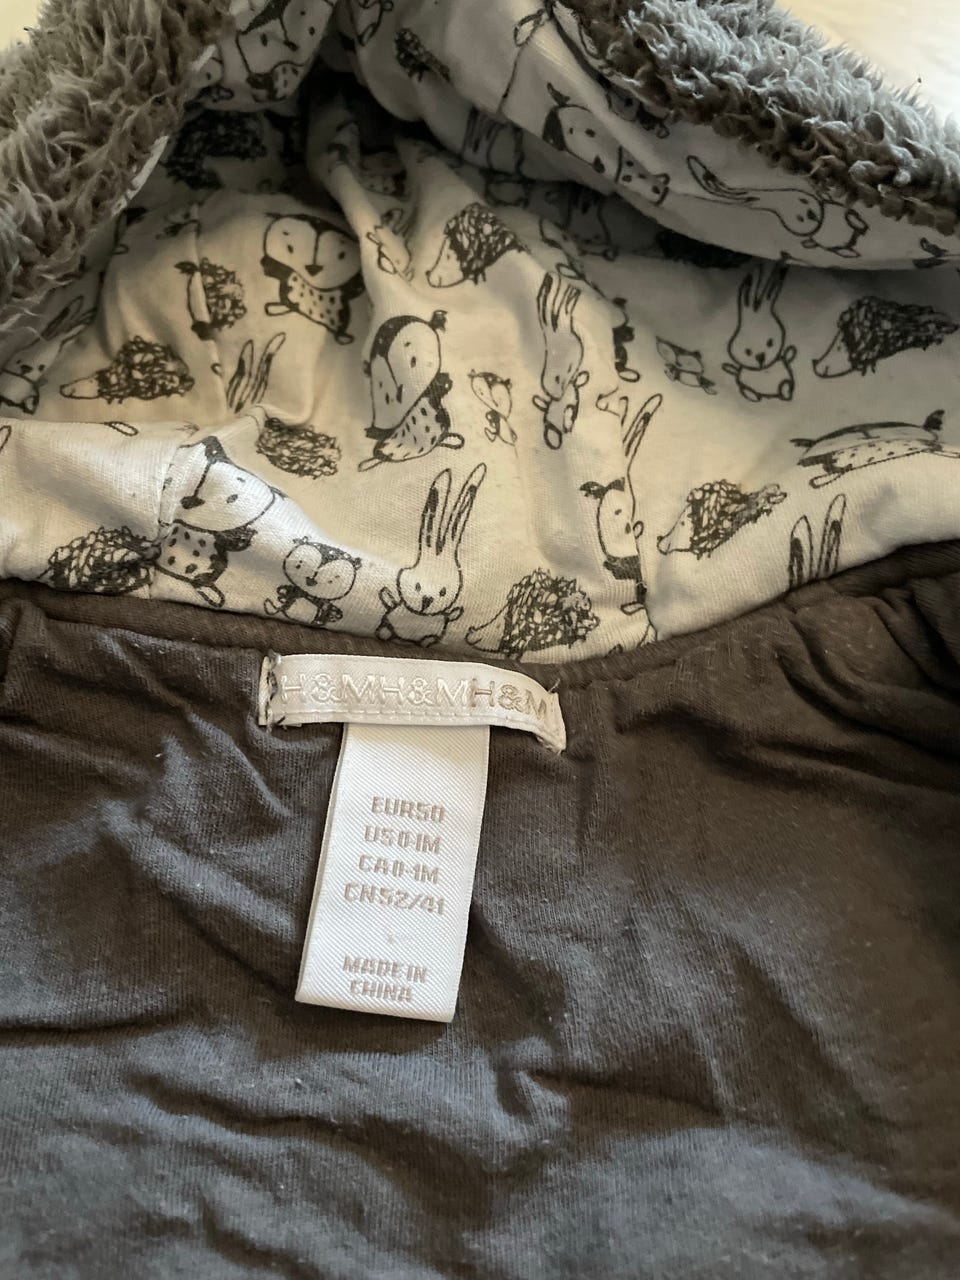 H&MH&MH&M
EUR50
US0-1M
CA0-1M
CN52/41
MADE IN
CHINA